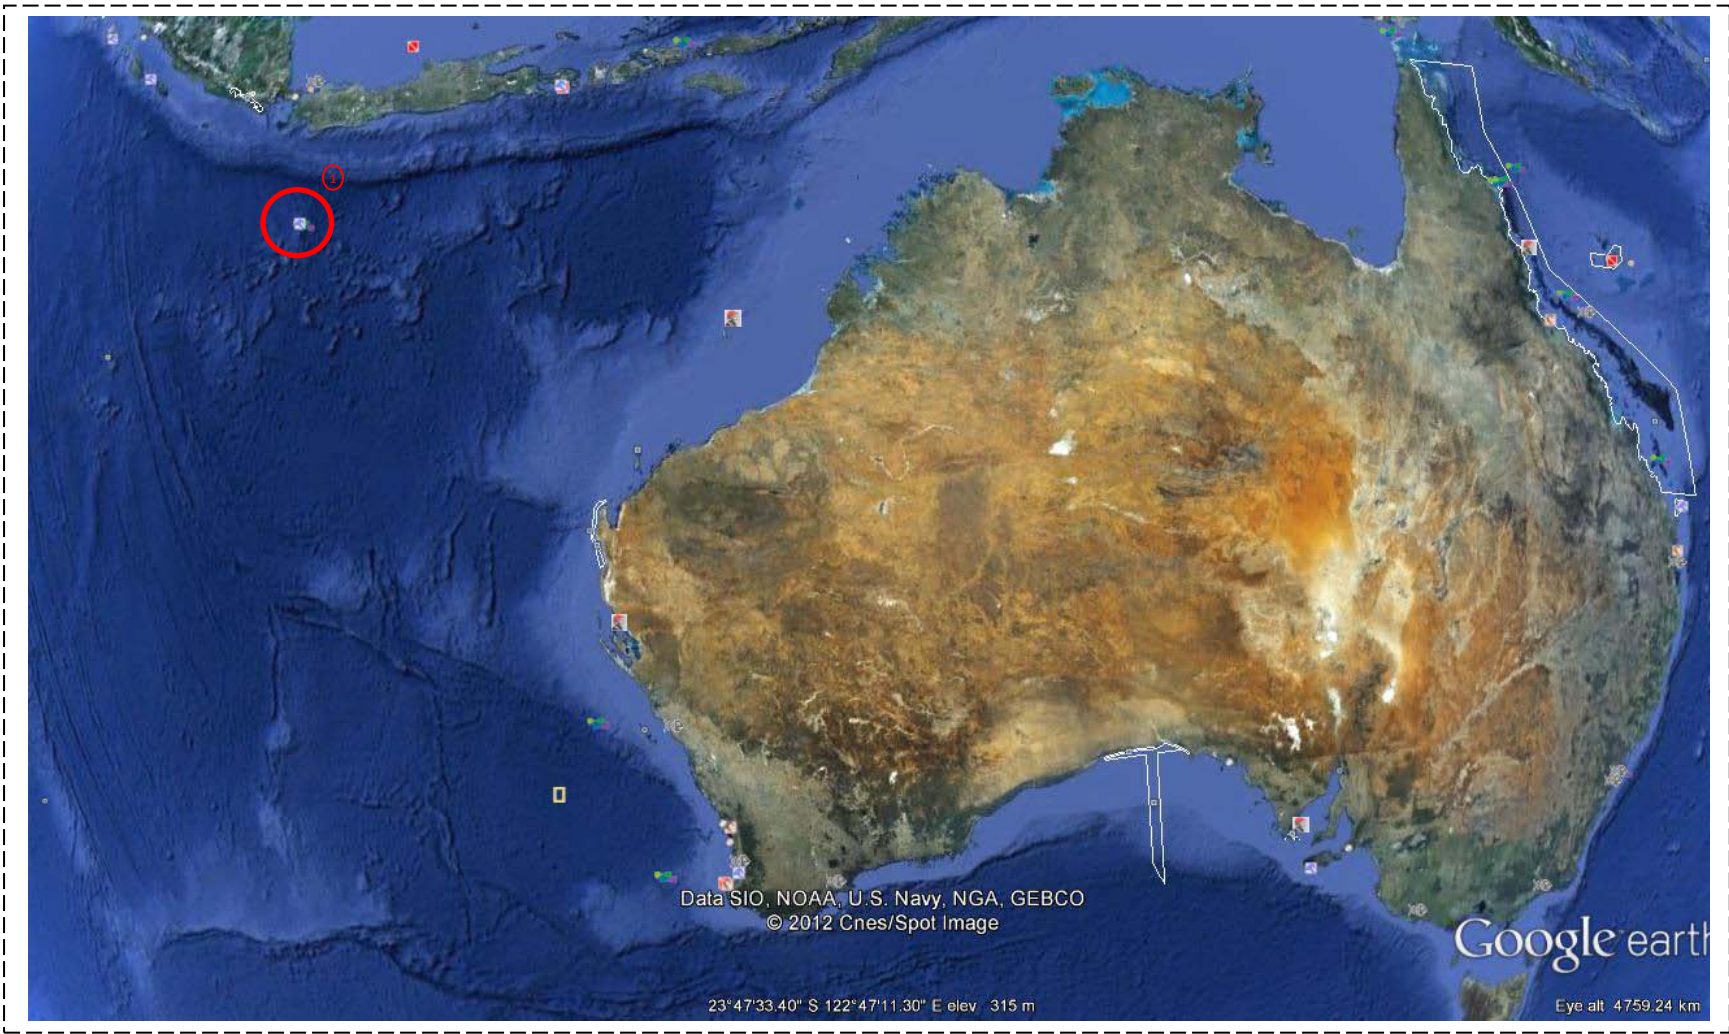 1
Data SIO, NOAA, U.S. Navy, NGA, GEBCO
© 2012 Cnes/Spot Image
Google earth
23°47'33.40" S 122°47'11.30" E elev 315 m
Eye alt 4759.24 km